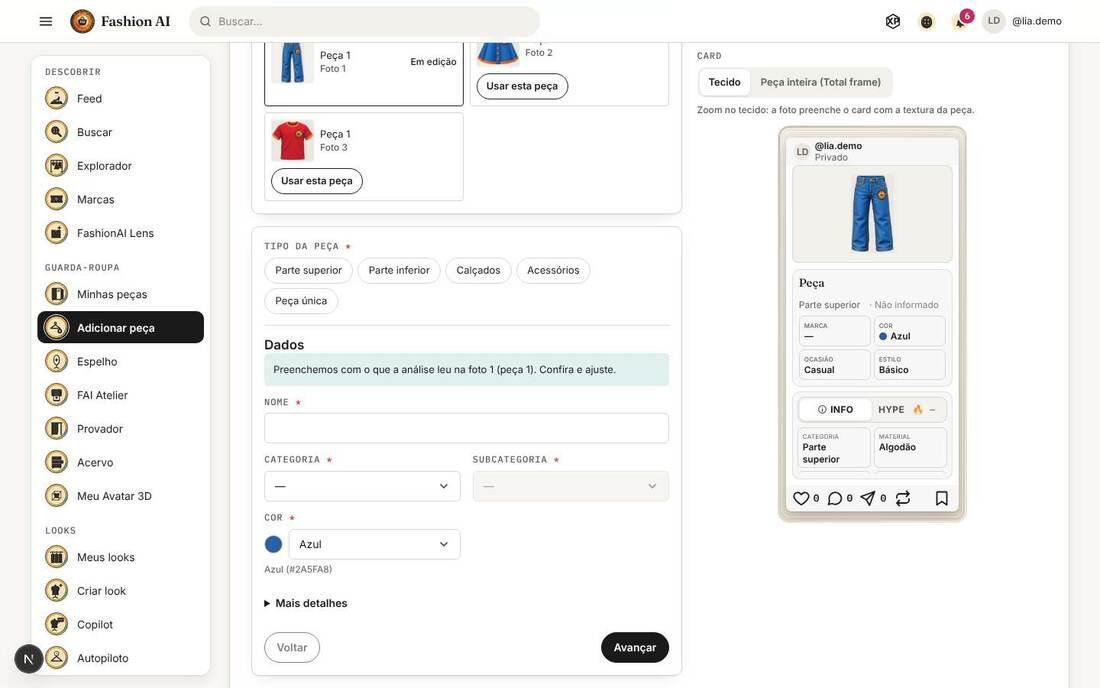 Fashion AI
Buscar...
6
LD
@lia.demo
DESCOBRIR
Feed
Buscar
Explorador
Marcas
FashionAI Lens
GUARDA-ROUPA
Minhas peças
Adicionar peça
Espelho
FAI Atelier
Provador
Acervo
Meu Avatar 3D
LOOKS
Meus looks
Criar look
Copilot
Autopiloto
N
Peça 1
Foto 1
Em edição
Foto 2
Usar esta peça
Peça 1
Foto 3
Usar esta peça
TIPO DA PEÇA *
Parte superior
Parte inferior
Calçados
Acessórios
Peça única
Dados
Preenchemos com o que a análise leu na foto 1 (peça 1). Confira e ajuste.
NOME *
CATEGORIA *
SUBCATEGORIA *
—
—
COR *
Azul
Azul (#2A5FA8)
Mais detalhes
Voltar
Avançar
CARD
Tecido
Peça inteira (Total frame)
Zoom no tecido: a foto preenche o card com a textura da peça.
LD
@lia.demo
Privado
Peça
Parte superior · Não informado
MARCA
—
COR
Azul
OCASIÃO
Casual
ESTILO
Básico
INFO
HYPE 🔥 –
CATEGORIA
Parte superior
MATERIAL
Algodão
0
0
0